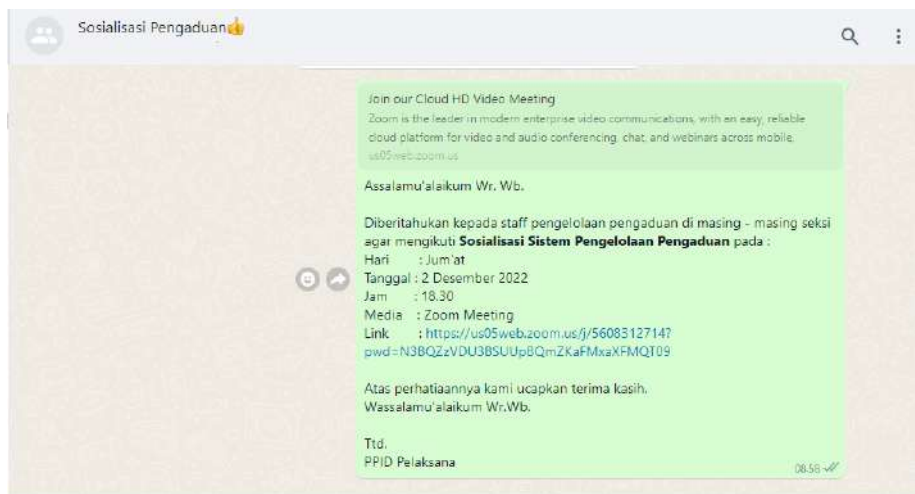 Sosialisasi Pengaduan👍
Join our Cloud HD Video Meeting
Zoom is the leader in modern enterprise video communications, with an easy, reliable
cloud platform for video and audio conferencing, chat, and webinars across mobile,
us05web.zoom.us
Assalamu'alaikum Wr. Wb.
Diberitahukan kepada staff pengelolaan pengaduan di masing - masing seksi
agar mengikuti Sosialisasi Sistem Pengelolaan Pengaduan pada :
Hari : Jum'at
Tanggal : 2 Desember 2022
Jam : 18.30
Media : Zoom Meeting
Link : https://us05web.zoom.us/j/5608312714?
pwd=N3BQZzVDU3BSUUpBQmZKaFMxaXFMQT09
Atas perhatiaannya kami ucapkan terima kasih.
Wassalamu'alaikum Wr.Wb.
Ttd.
PPID Pelaksana
08.58